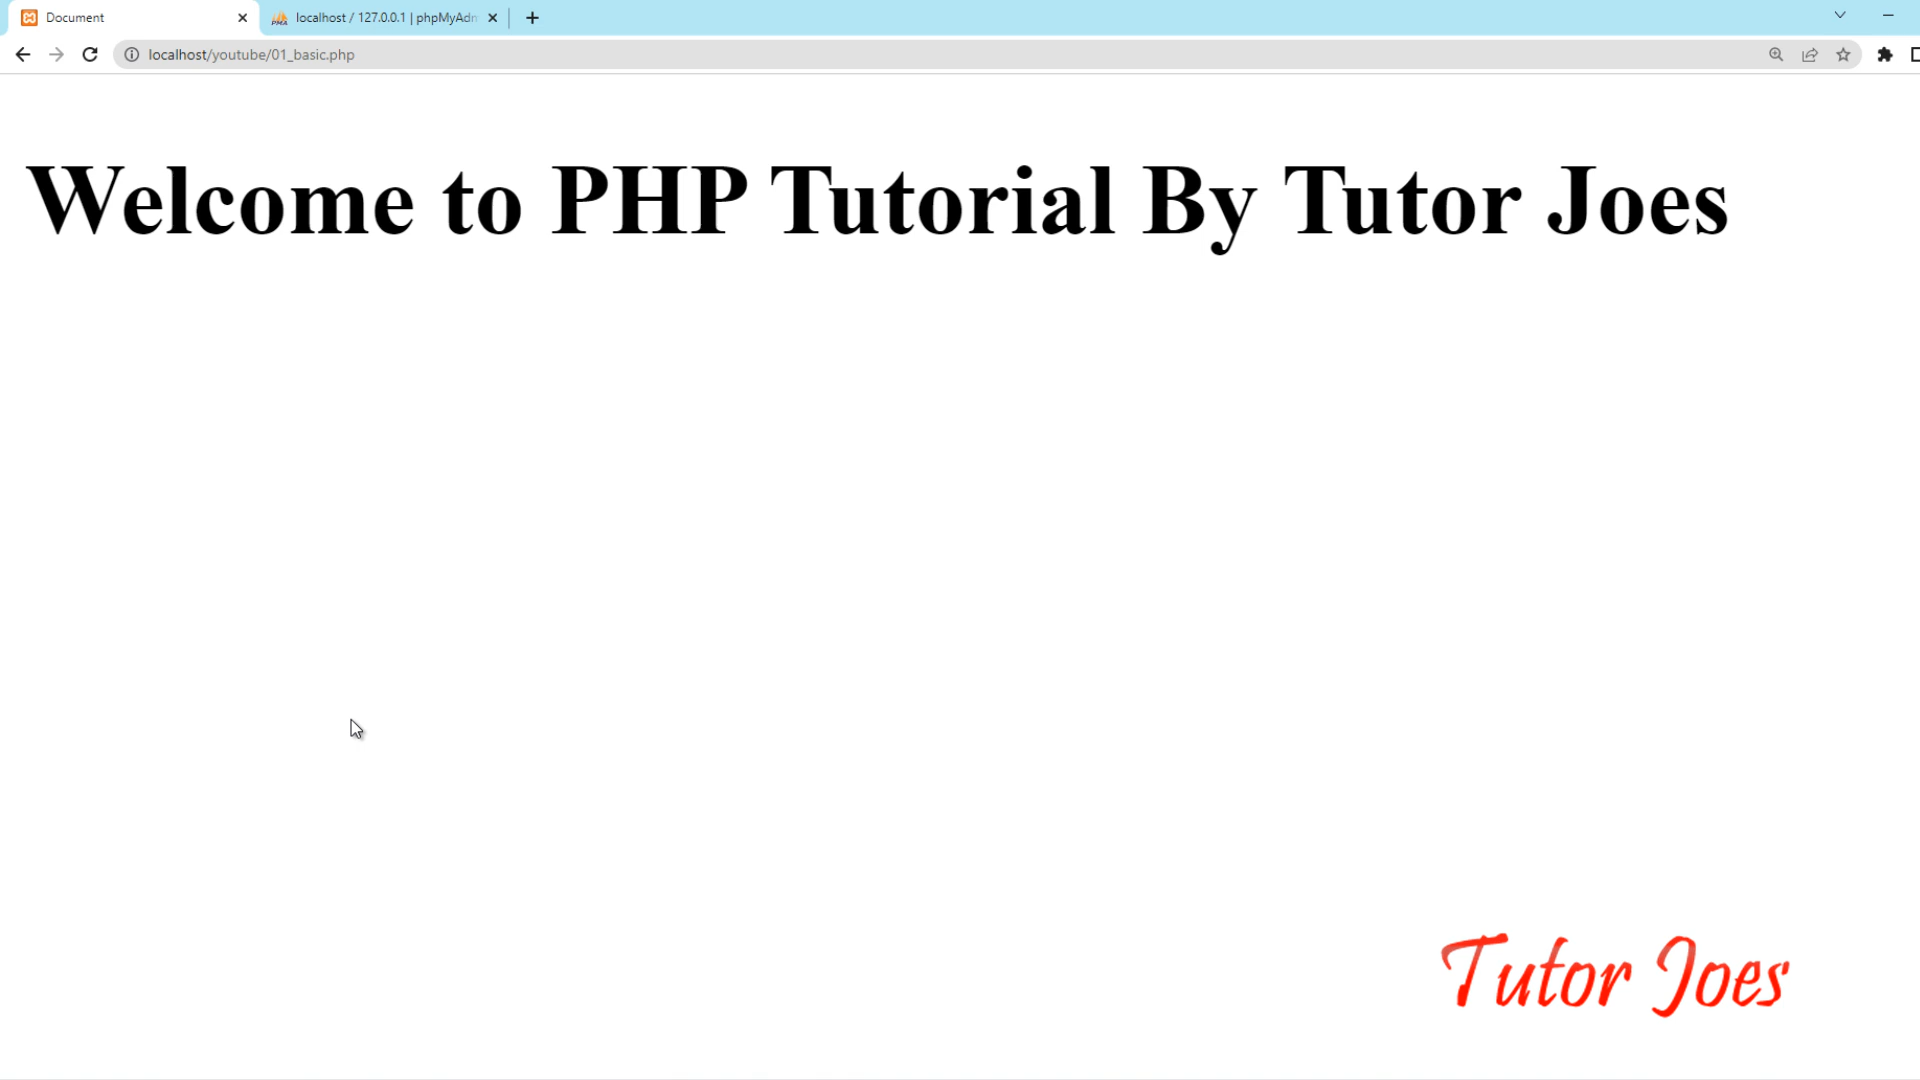 Document
localhost / 127.0.0.1 | phpMyAdm
localhost/youtube/01_basic.php
Welcome to PHP Tutorial By Tutor Joes
Tutor Joes